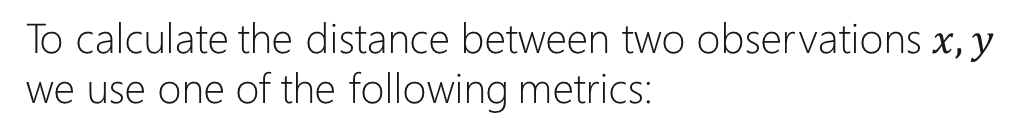 To calculate the distance between two observations x, y
we use one of the following metrics: